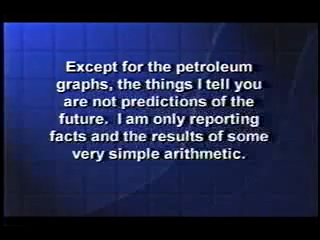 Except for the petroleum
graphs, the things I tell you
are not predictions of the
future.  I am only reporting
facts and the results of some
very simple arithmetic.